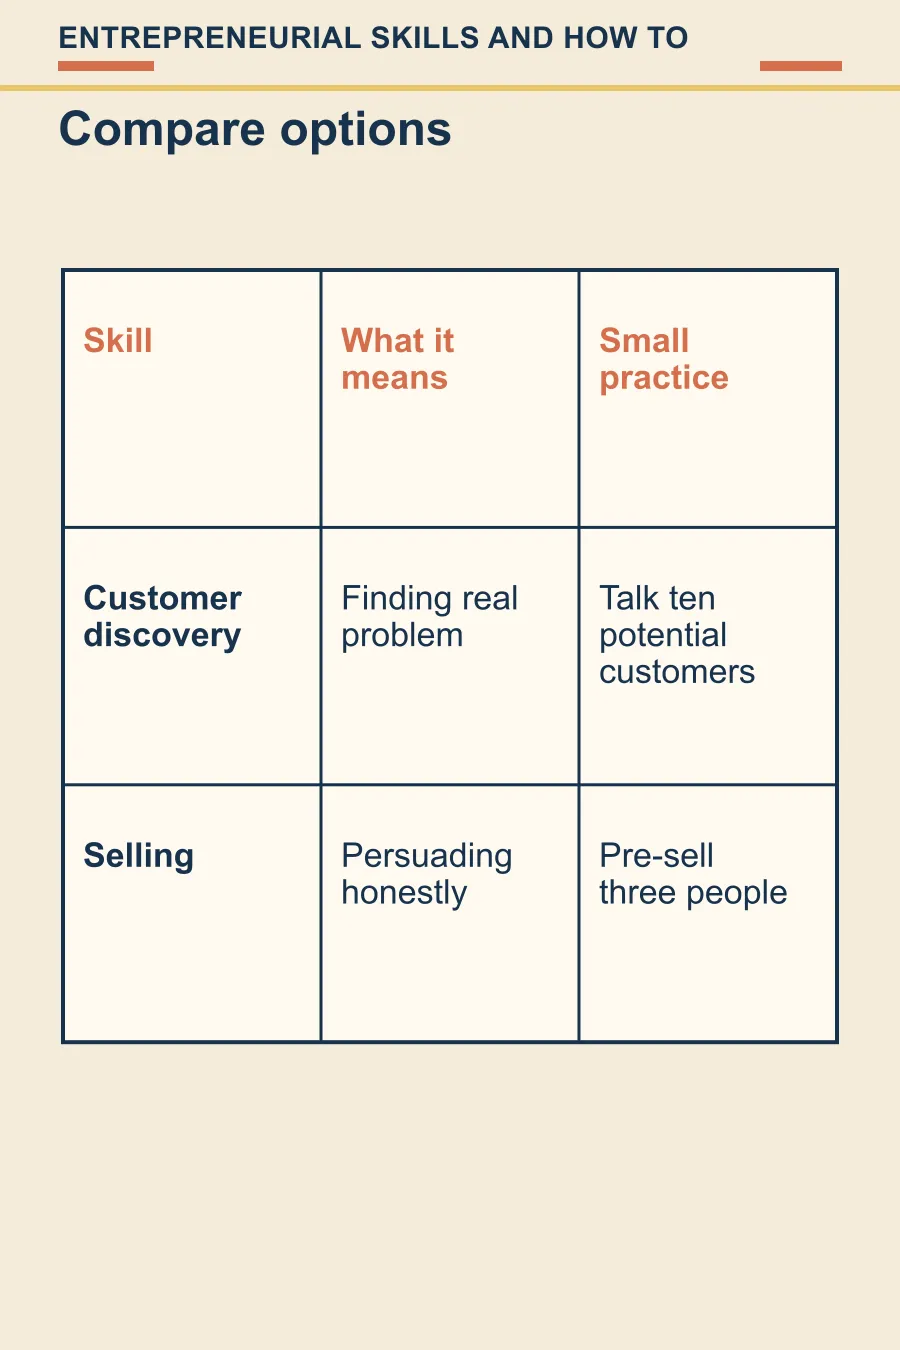 ENTREPRENEURIAL SKILLS AND HOW TO
Compare options
Skill
What it
means
Small
practice
Customer
discovery
Finding real
problem
Talk ten
potential
customers
Selling
Persuading
honestly
Pre-sell
three people